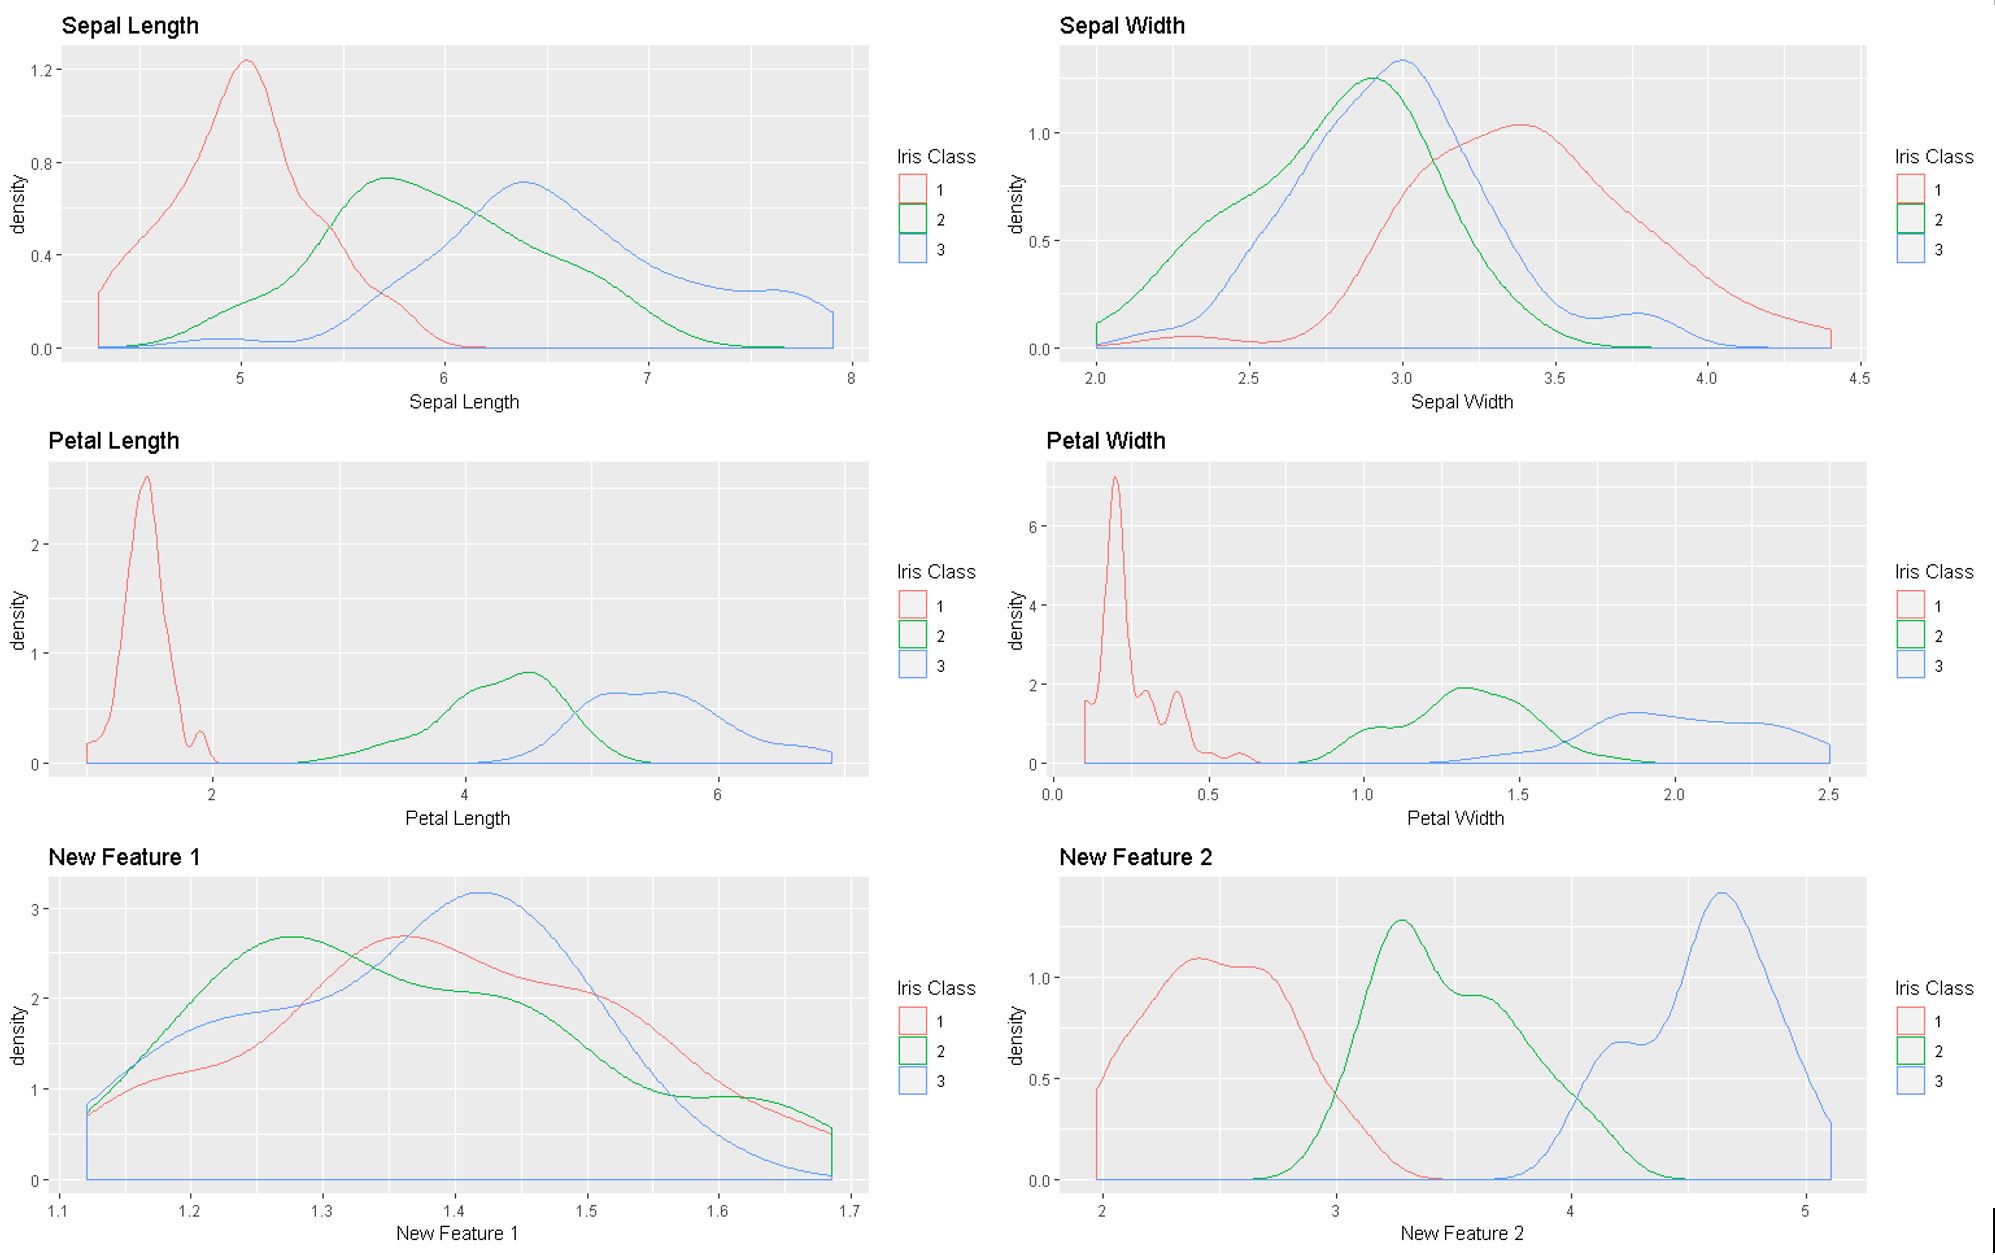 Sepal Length
1.2
0.8
0.4
0.0
density
5 6 7 8
Sepal Length
Iris Class
1
2
3
Sepal Width
1.0
0.5
0.0
density
2.0 2.5 3.0 3.5 4.0 4.5
Sepal Width
Iris Class
1
2
3
Petal Length
2
1
0
density
2 4 6
Petal Length
Iris Class
1
2
3
Petal Width
6
4
2
0
density
0.0 0.5 1.0 1.5 2.0 2.5
Petal Width
Iris Class
1
2
3
New Feature 1
3
2
1
0
density
1.1 1.2 1.3 1.4 1.5 1.6 1.7
New Feature 1
Iris Class
1
2
3
New Feature 2
1.0
0.5
0.0
density
2 3 4 5
New Feature 2
Iris Class
1
2
3